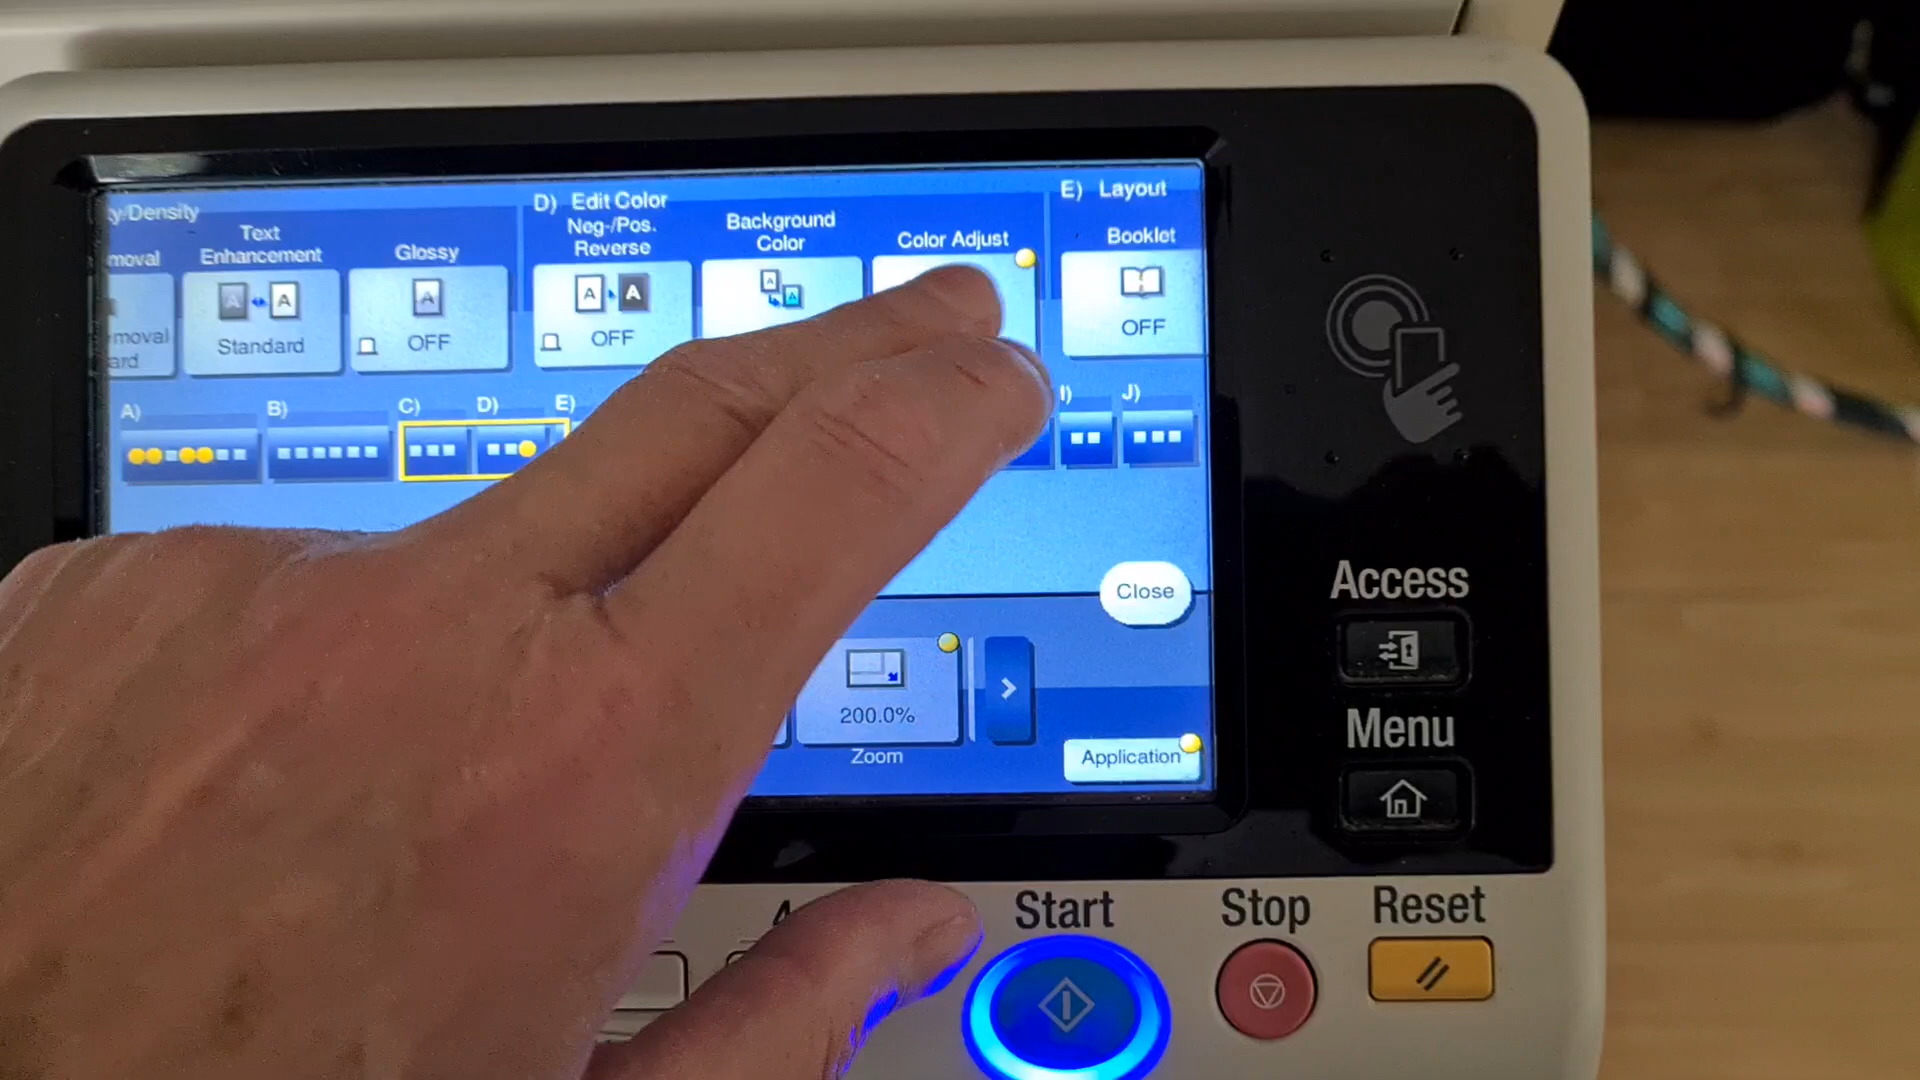 y/Density
D) Edit Color
E) Layout
moval
Text
Enhancement
Glossy
Neg-/Pos.
Reverse
Background
Color
Color Adjust
Booklet
moval
ard
Standard
OFF
OFF
OFF
A)
B)
C)
D)
E)
I)
J)
Close
200.0%
Zoom
Application
Access
Menu
Start
Stop
Reset